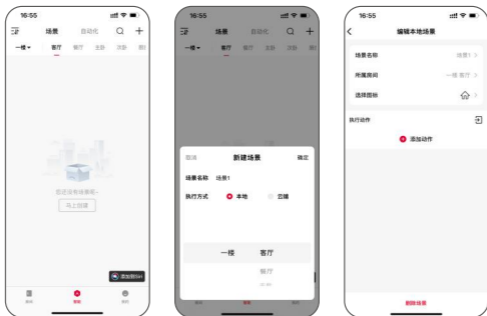 16:55
场景
自动化
一楼
客厅
餐厅
主卧
次卧
您还没有场景呢~
马上创建
添加到Siri
16:55
场景
自动化
一楼
客厅
餐厅
主卧
次卧
取消
新建场景
确定
场景名称
场景1
执行方式
本地
云端
一楼
客厅
餐厅
16:55
编辑本地场景
场景名称
场景1
所属房间
一楼 客厅
选择图标
执行动作
添加动作
删除场景